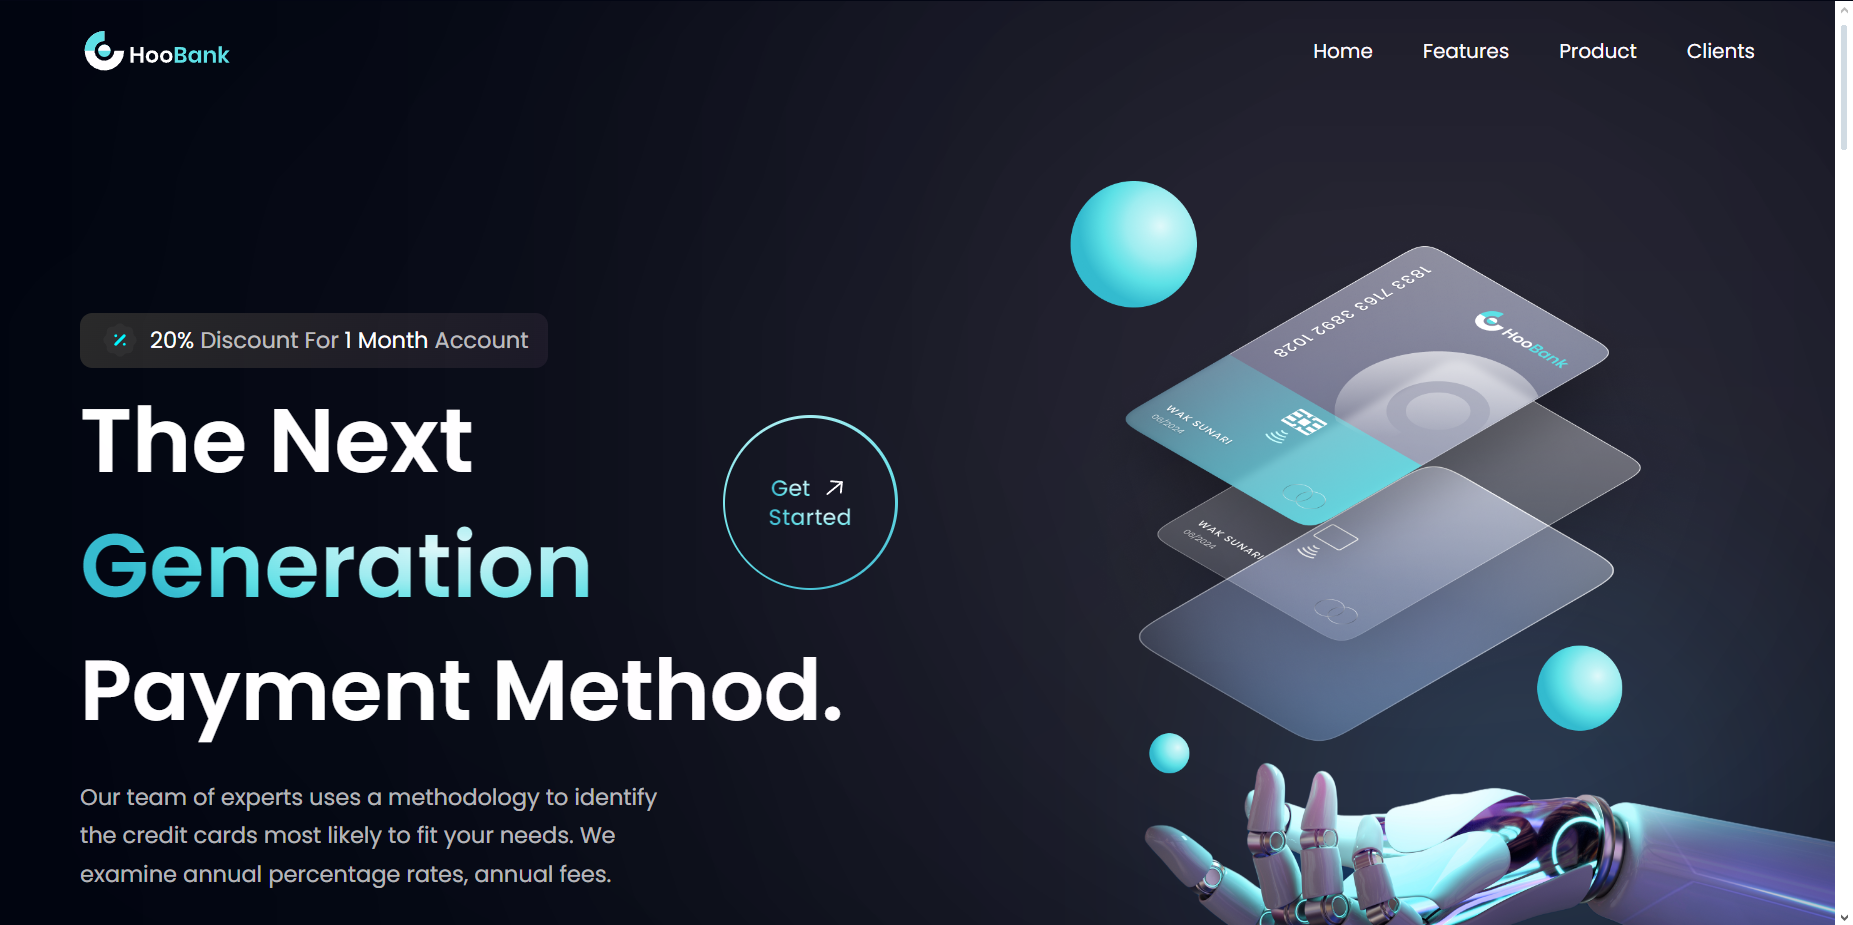 HooBank
Home
Features
Product
Clients
20% Discount For 1 Month Account
The Next
Generation
Payment Method.
Get
Started
Our team of experts uses a methodology to identify
the credit cards most likely to fit your needs. We
examine annual percentage rates, annual fees.
1833 7163 3892 1028
HooBank
WAK SUNARI
08/2024
WAK SUNARI
08/2024